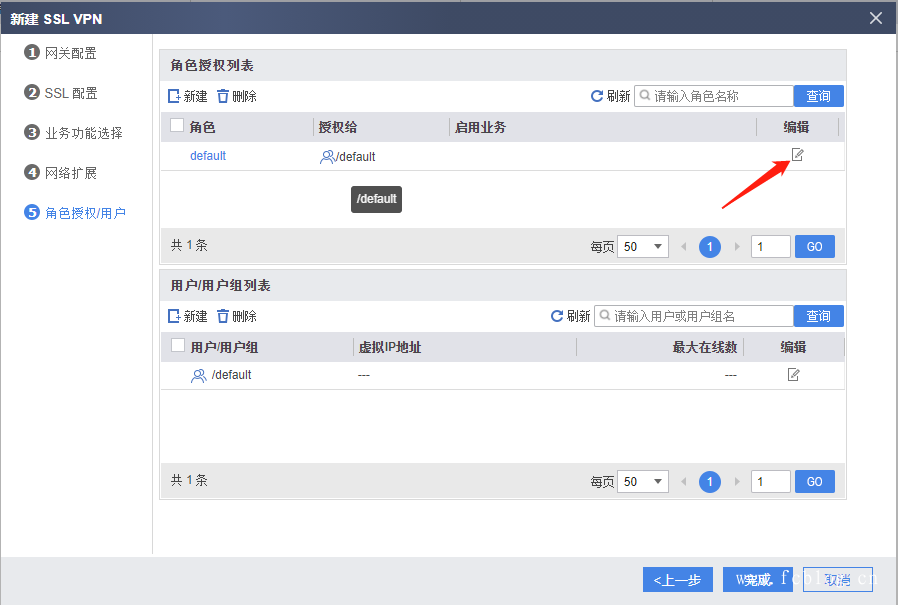 新建 SSL VPN
1 网关配置
2 SSL 配置
3 业务功能选择
4 网络扩展
5 角色授权/用户
角色授权列表
新建 删除 刷新 请输入角色名称 查询
角色 授权给 启用业务 编辑
default /default
/default
共 1 条 每页 50 1 1 GO
用户/用户组列表
新建 删除 刷新 请输入用户或用户组名 查询
用户/用户组 虚拟IP地址 最大在线数 编辑
/default --- ---
共 1 条 每页 50 1 1 GO
<上一步 完成 取消